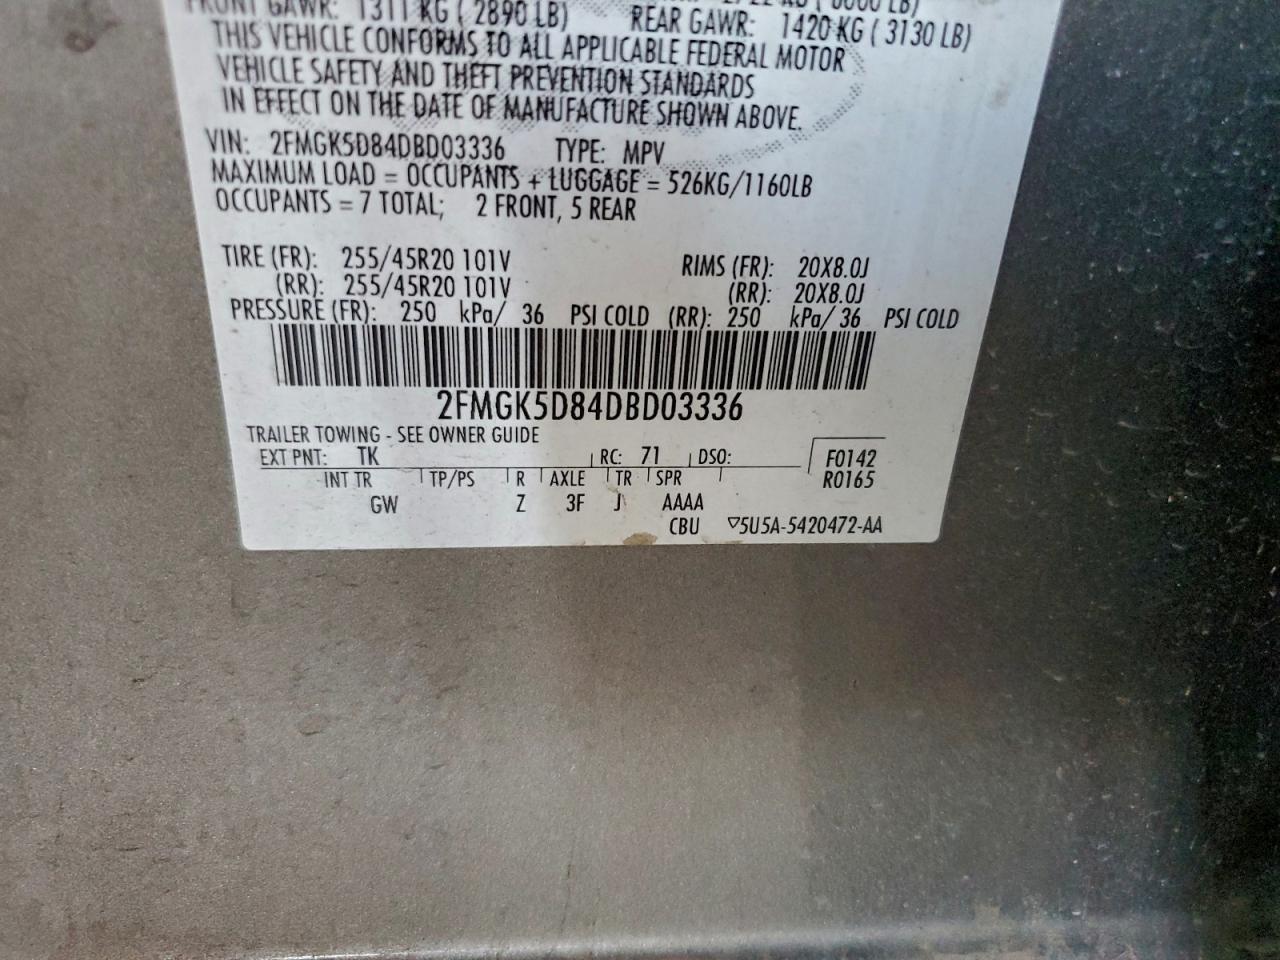 FRONT GAWR: 1311 KG ( 2890 LB) REAR GAWR: 1420 KG ( 3130 LB)
THIS VEHICLE CONFORMS TO ALL APPLICABLE FEDERAL MOTOR
VEHICLE SAFETY AND THEFT PREVENTION STANDARDS
IN EFFECT ON THE DATE OF MANUFACTURE SHOWN ABOVE.
VIN: 2FMGK5D84DBD03336 TYPE: MPV
MAXIMUM LOAD = OCCUPANTS + LUGGAGE = 526KG/1160LB
OCCUPANTS = 7 TOTAL; 2 FRONT, 5 REAR
TIRE (FR): 255/45R20 101V RIMS (FR): 20X8.0J
(RR): 255/45R20 101V (RR): 20X8.0J
PRESSURE (FR): 250 kPa/ 36 PSI COLD (RR): 250 kPa/ 36 PSI COLD
2FMGK5D84DBD03336
TRAILER TOWING - SEE OWNER GUIDE
EXT PNT: TK RC: 71 DSO: F0142
INT TR TP/PS R AXLE TR SPR R0165
GW Z 3F J AAAA
CBU ▽5U5A-5420472-AA